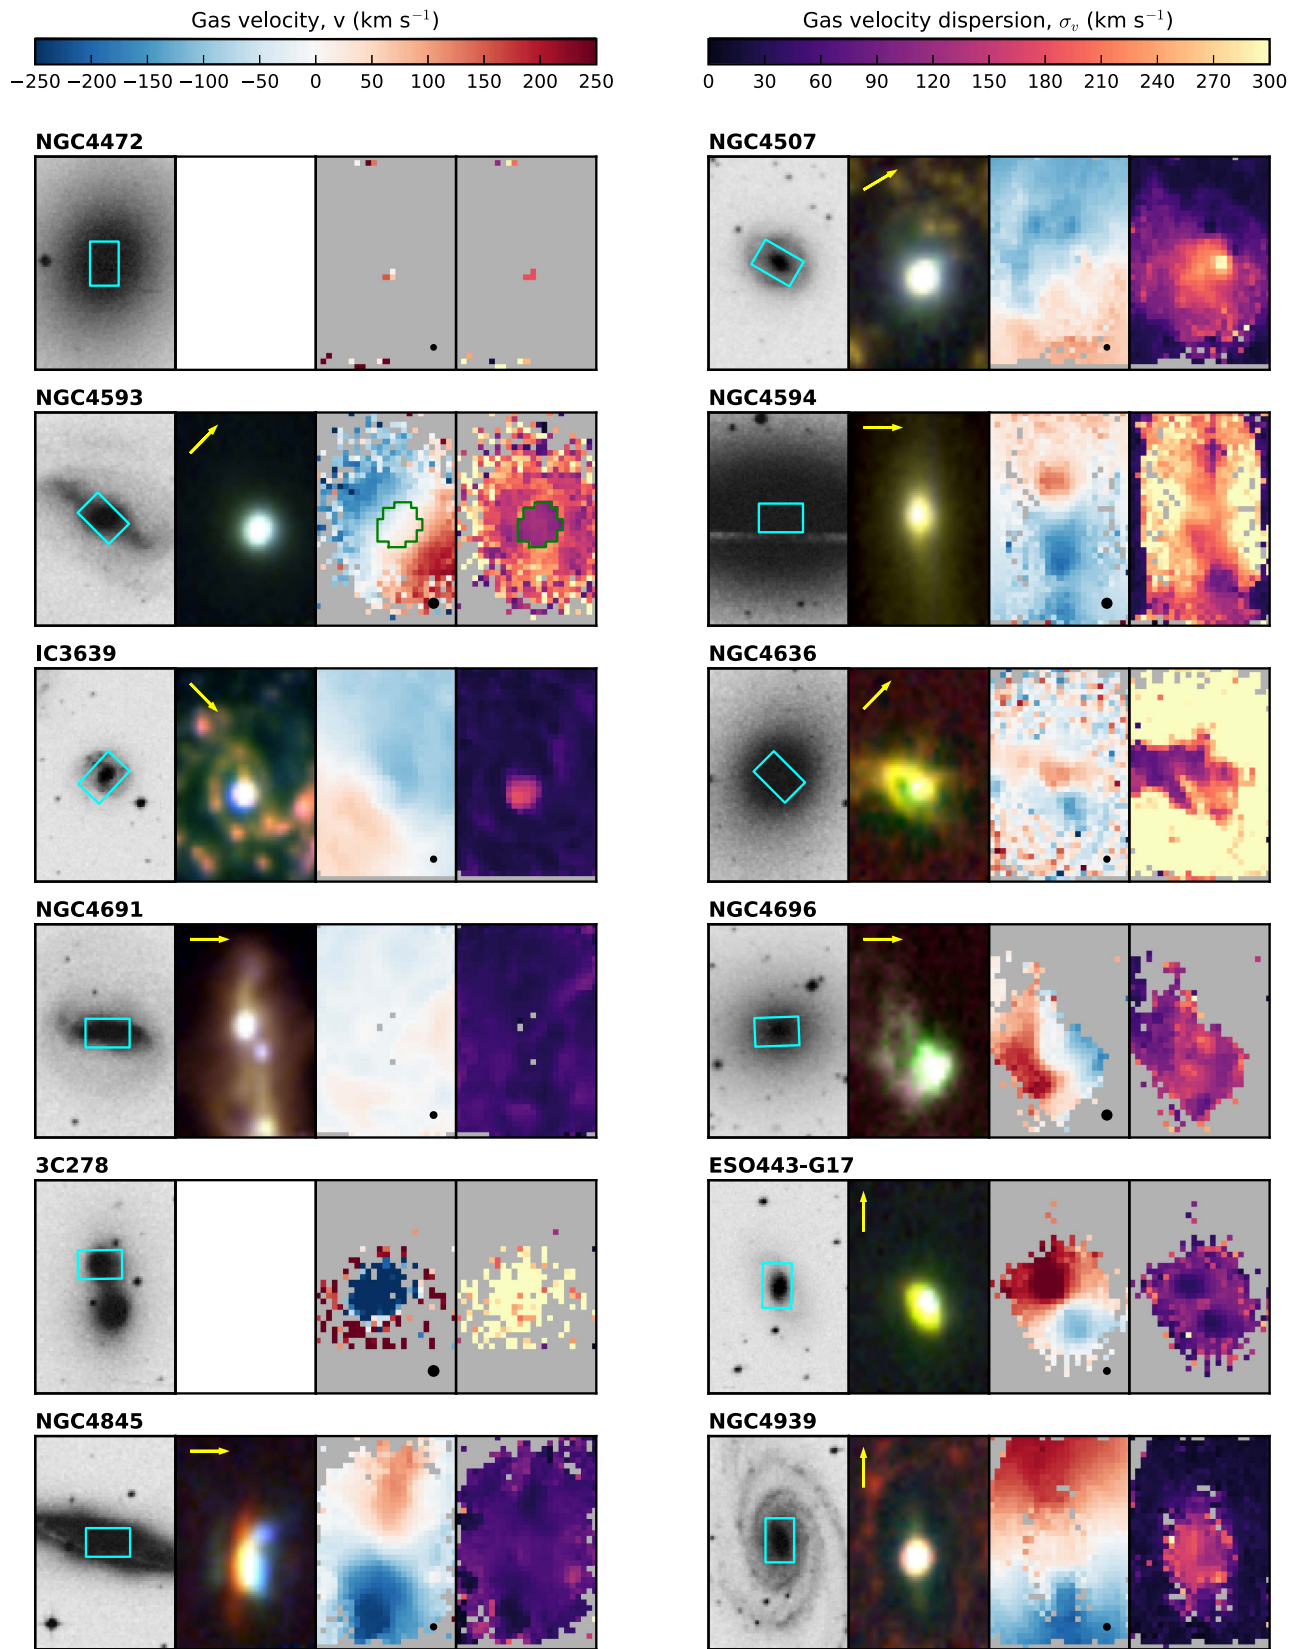 Gas velocity, v (km s⁻¹)
−250 −200 −150 −100 −50 0 50 100 150 200 250
Gas velocity dispersion, σᵥ (km s⁻¹)
0 30 60 90 120 150 180 210 240 270 300
NGC4472
NGC4507
NGC4593
NGC4594
IC3639
NGC4636
NGC4691
NGC4696
3C278
ESO443-G17
NGC4845
NGC4939